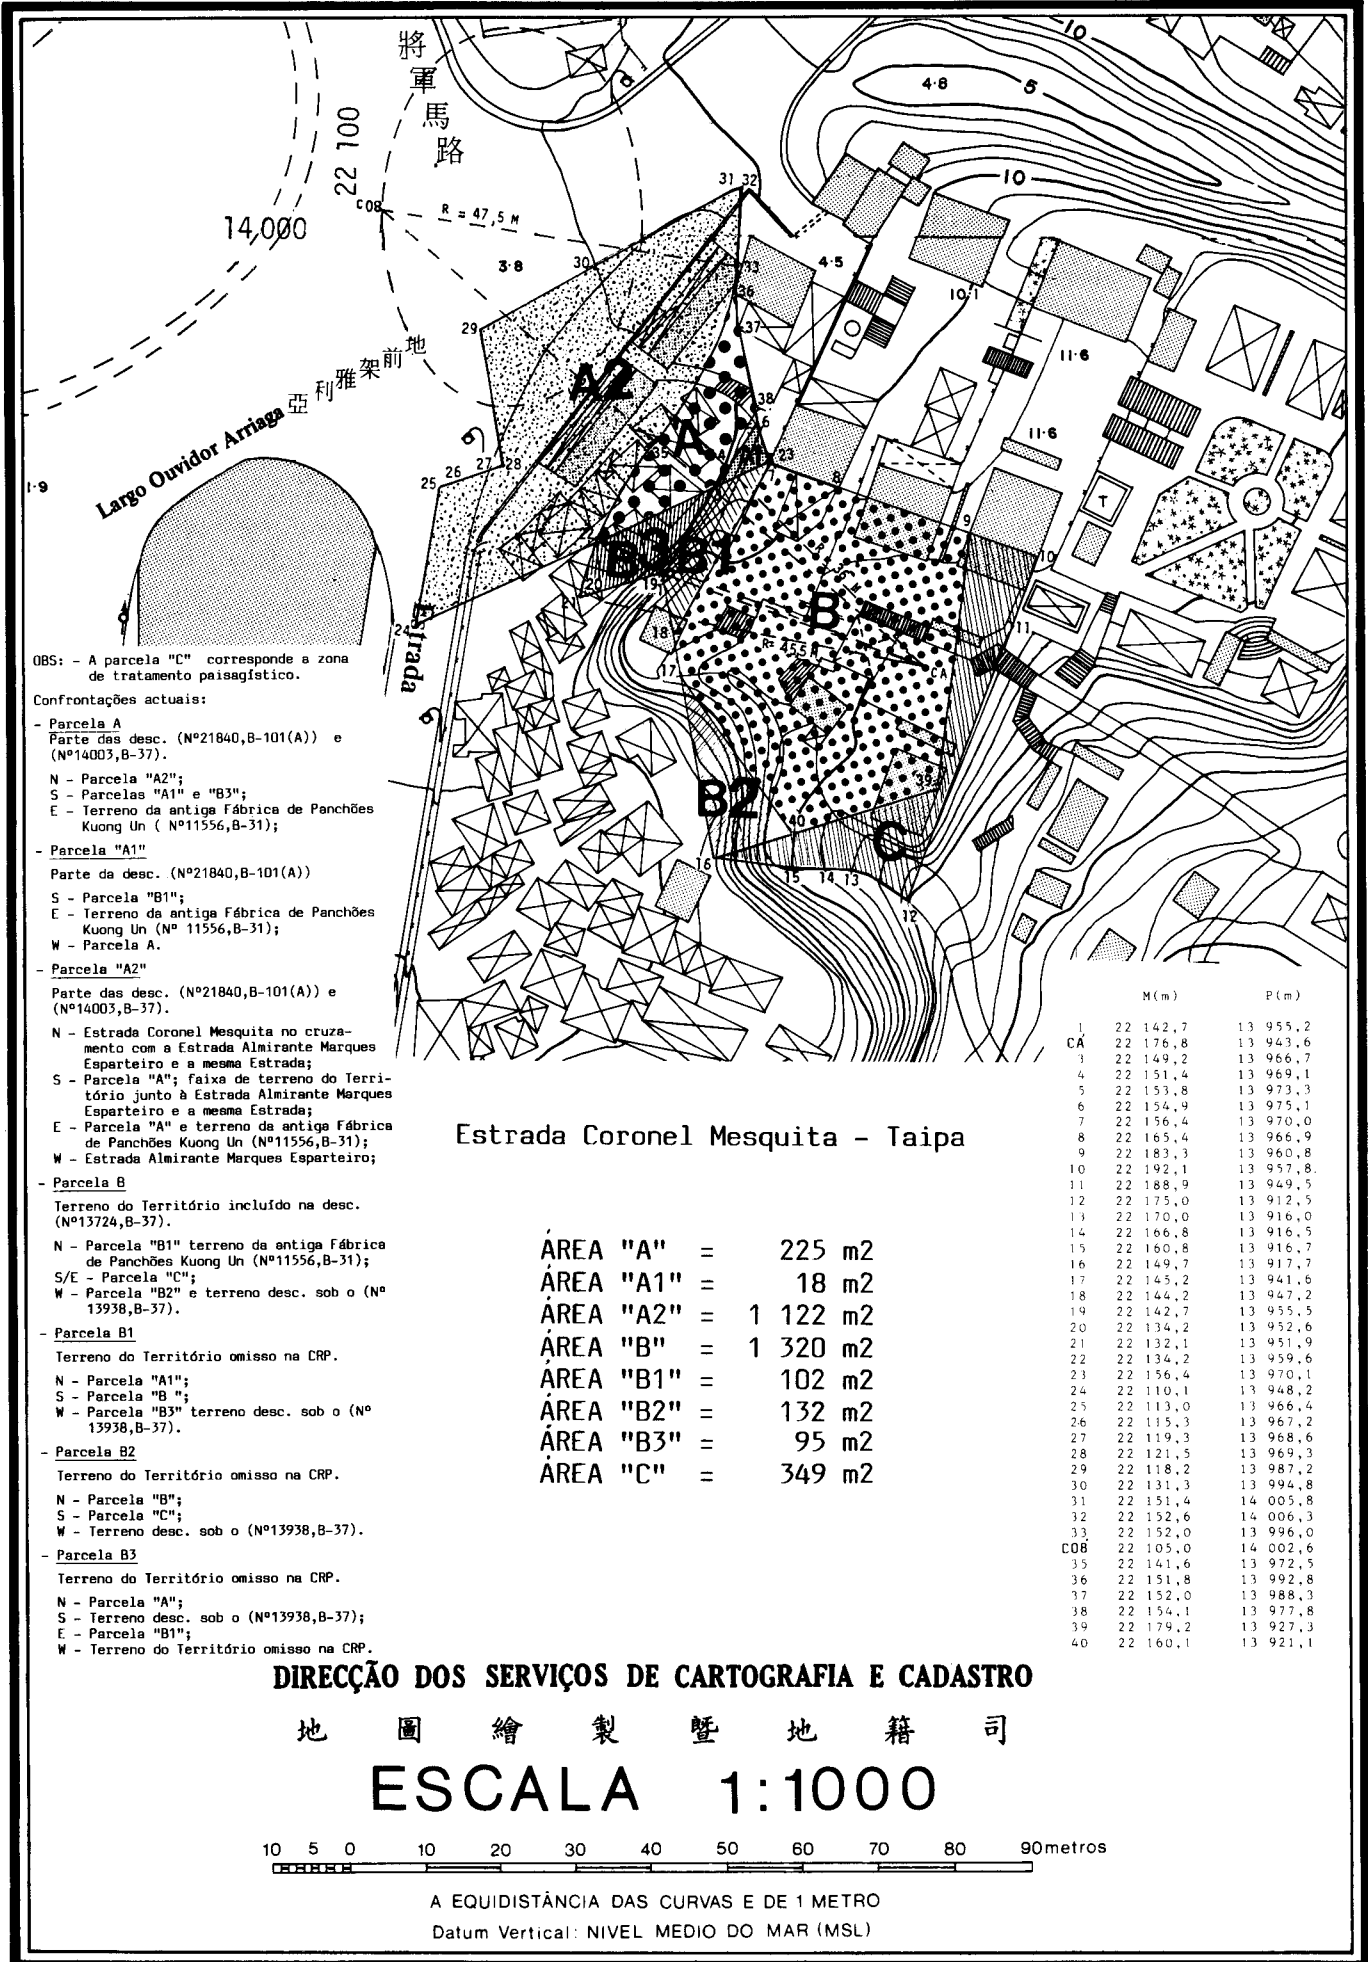 將軍馬路
22 100
14,000
C08
R = 47,5 M
3·8
4·8
5
10
10
4·5
10·1
11·6
11·6
1·9
31 32
30
33
36
29
37
38
6
35
23
8
9
10
11
28
27
26
25
24
20
21
19
18
17
16
15 14 13
12
39
40
CA
A2
A
A1
B3
B1
B
R= 45,5 M
B2
C
T
亞利雅架前地
Largo Ouvidor Arriaga
Estrada
OBS: - A parcela "C" corresponde a zona
de tratamento paisagístico.
Confrontações actuais:
- Parcela A
Parte das desc. (Nº21840,B-101(A)) e
(Nº14003,B-37).
N - Parcela "A2";
S - Parcelas "A1" e "B3";
E - Terreno da antiga Fábrica de Panchões
Kuong Un ( Nº11556,B-31);
- Parcela "A1"
Parte da desc. (Nº21840,B-101(A))
S - Parcela "B1";
E - Terreno da antiga Fábrica de Panchões
Kuong Un (Nº 11556,B-31);
W - Parcela A.
- Parcela "A2"
Parte das desc. (Nº21840,B-101(A)) e
(Nº14003,B-37).
N - Estrada Coronel Mesquita no cruza-
mento com a Estrada Almirante Marques
Esparteiro e a mesma Estrada;
S - Parcela "A"; faixa de terreno do Terri-
tório junto à Estrada Almirante Marques
Esparteiro e a mesma Estrada;
E - Parcela "A" e terreno da antiga Fábrica
de Panchões Kuong Un (Nº11556,B-31);
W - Estrada Almirante Marques Esparteiro;
- Parcela B
Terreno do Território incluído na desc.
(Nº13724,B-37).
N - Parcela "B1" terreno da antiga Fábrica
de Panchões Kuong Un (Nº11556,B-31);
S/E - Parcela "C";
W - Parcela "B2" e terreno desc. sob o (Nº
13938,B-37).
- Parcela B1
Terreno do Território omisso na CRP.
N - Parcela "A1";
S - Parcela "B ";
W - Parcela "B3" terreno desc. sob o (Nº
13938,B-37).
- Parcela B2
Terreno do Território omisso na CRP.
N - Parcela "B";
S - Parcela "C";
W - Terreno desc. sob o (Nº13938,B-37).
- Parcela B3
Terreno do Território omisso na CRP.
N - Parcela "A";
S - Terreno desc. sob o (Nº13938,B-37);
E - Parcela "B1";
W - Terreno do Território omisso na CRP.
Estrada Coronel Mesquita - Taipa
ÁREA "A" = 225 m2
ÁREA "A1" = 18 m2
ÁREA "A2" = 1 122 m2
ÁREA "B" = 1 320 m2
ÁREA "B1" = 102 m2
ÁREA "B2" = 132 m2
ÁREA "B3" = 95 m2
ÁREA "C" = 349 m2
M(m) P(m)
1 22 142,7 13 955,2
CA 22 176,8 13 943,6
3 22 149,2 13 966,7
4 22 151,4 13 969,1
5 22 153,8 13 973,3
6 22 154,9 13 975,1
7 22 156,4 13 970,0
8 22 165,4 13 966,9
9 22 183,3 13 960,8
10 22 192,1 13 957,8
11 22 188,9 13 949,5
12 22 175,0 13 912,5
13 22 170,0 13 916,0
14 22 166,8 13 916,5
15 22 160,8 13 916,7
16 22 149,7 13 917,7
17 22 145,2 13 941,6
18 22 144,2 13 947,2
19 22 142,7 13 955,5
20 22 134,2 13 952,6
21 22 132,1 13 951,9
22 22 134,2 13 959,6
23 22 156,4 13 970,1
24 22 110,1 13 948,2
25 22 113,0 13 966,4
26 22 115,3 13 967,2
27 22 119,3 13 968,6
28 22 121,5 13 969,3
29 22 118,2 13 987,2
30 22 131,3 13 994,8
31 22 151,4 14 005,8
32 22 152,6 14 006,3
33 22 152,0 13 996,0
C08 22 105,0 14 002,6
35 22 141,6 13 972,5
36 22 151,8 13 992,8
37 22 152,0 13 988,3
38 22 154,1 13 977,8
39 22 179,2 13 927,3
40 22 160,1 13 921,1
DIRECÇÃO DOS SERVIÇOS DE CARTOGRAFIA E CADASTRO
地圖繪製暨地籍司
ESCALA 1:1000
10 5 0 10 20 30 40 50 60 70 80 90 metros
A EQUIDISTÂNCIA DAS CURVAS E DE 1 METRO
Datum Vertical: NIVEL MEDIO DO MAR (MSL)